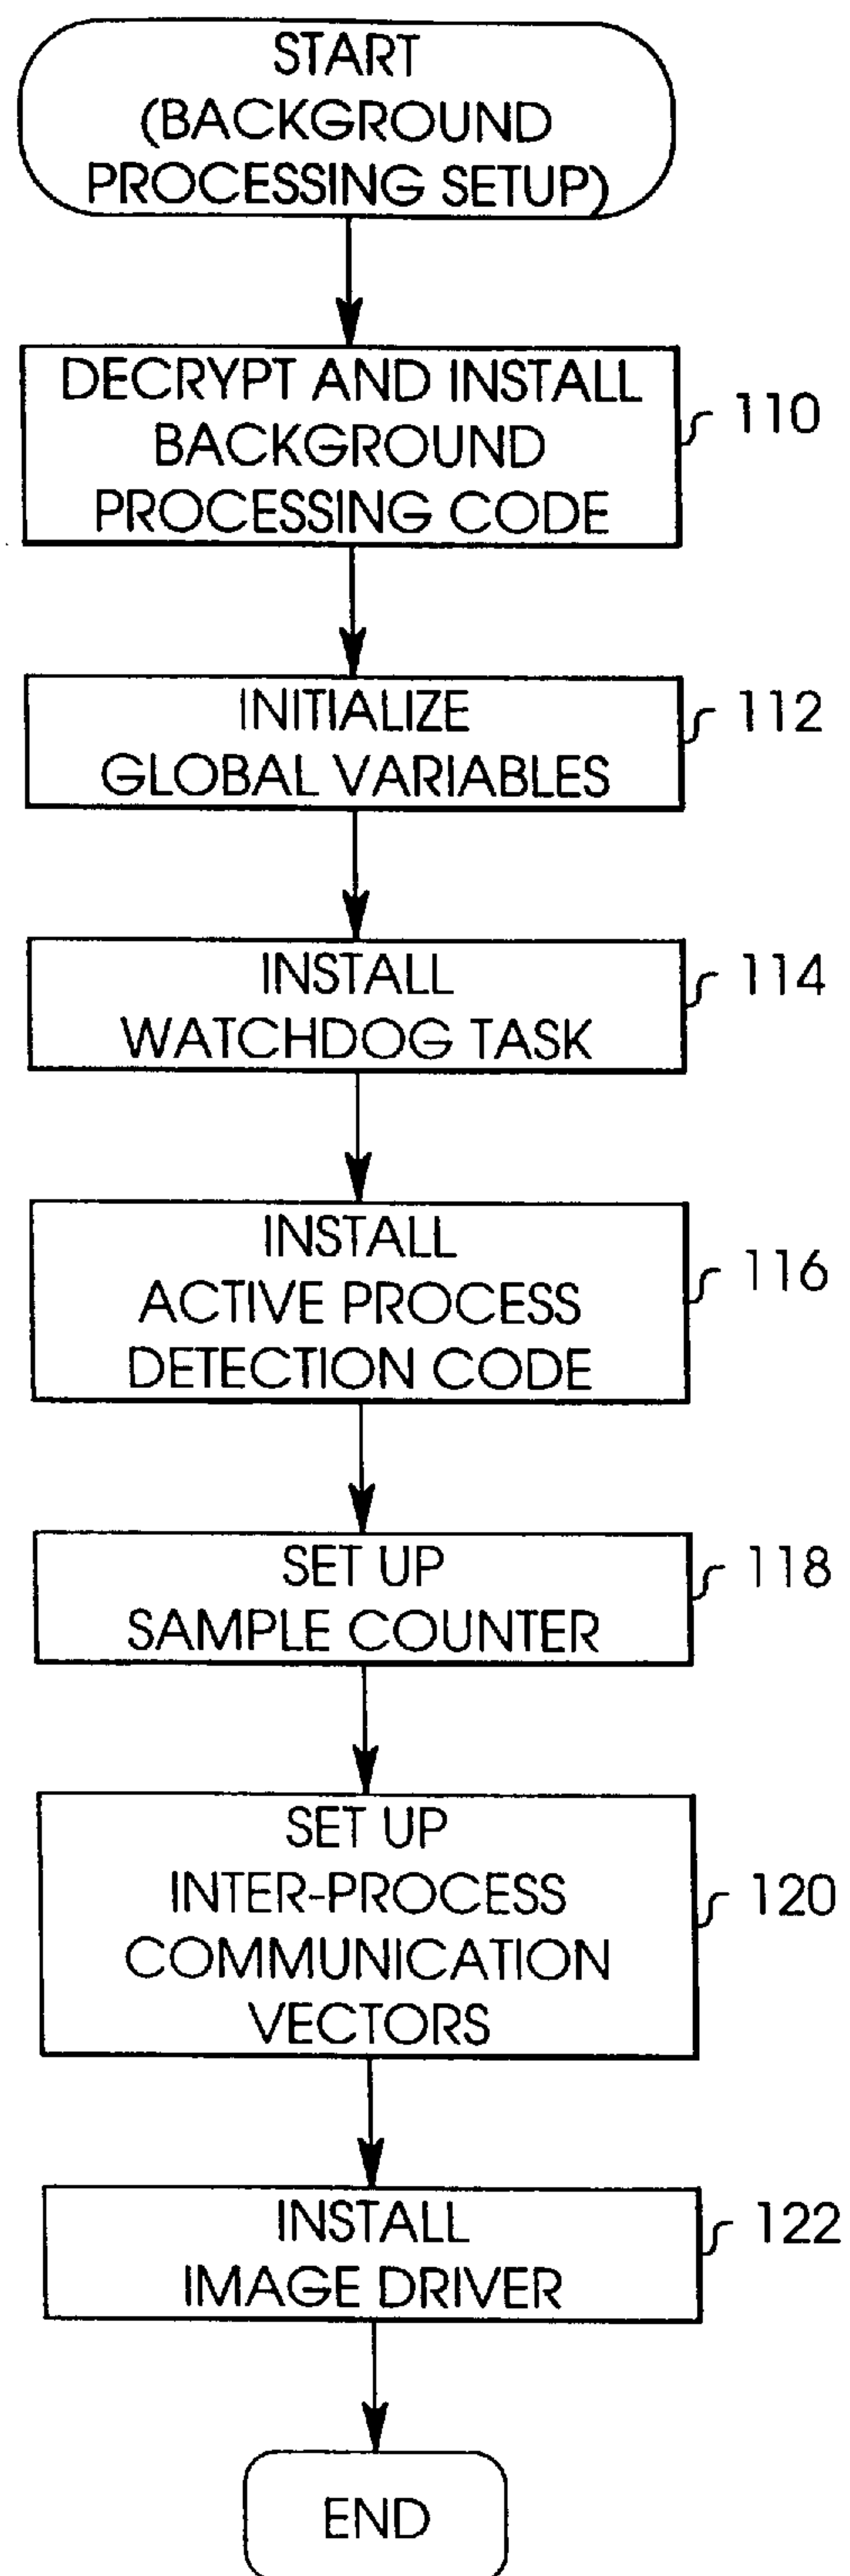 START
(BACKGROUND
PROCESSING SETUP)
DECRYPT AND INSTALL
BACKGROUND
PROCESSING CODE
110
INITIALIZE
GLOBAL VARIABLES
112
INSTALL
WATCHDOG TASK
114
INSTALL
ACTIVE PROCESS
DETECTION CODE
116
SET UP
SAMPLE COUNTER
118
SET UP
INTER-PROCESS
COMMUNICATION
VECTORS
120
INSTALL
IMAGE DRIVER
122
END